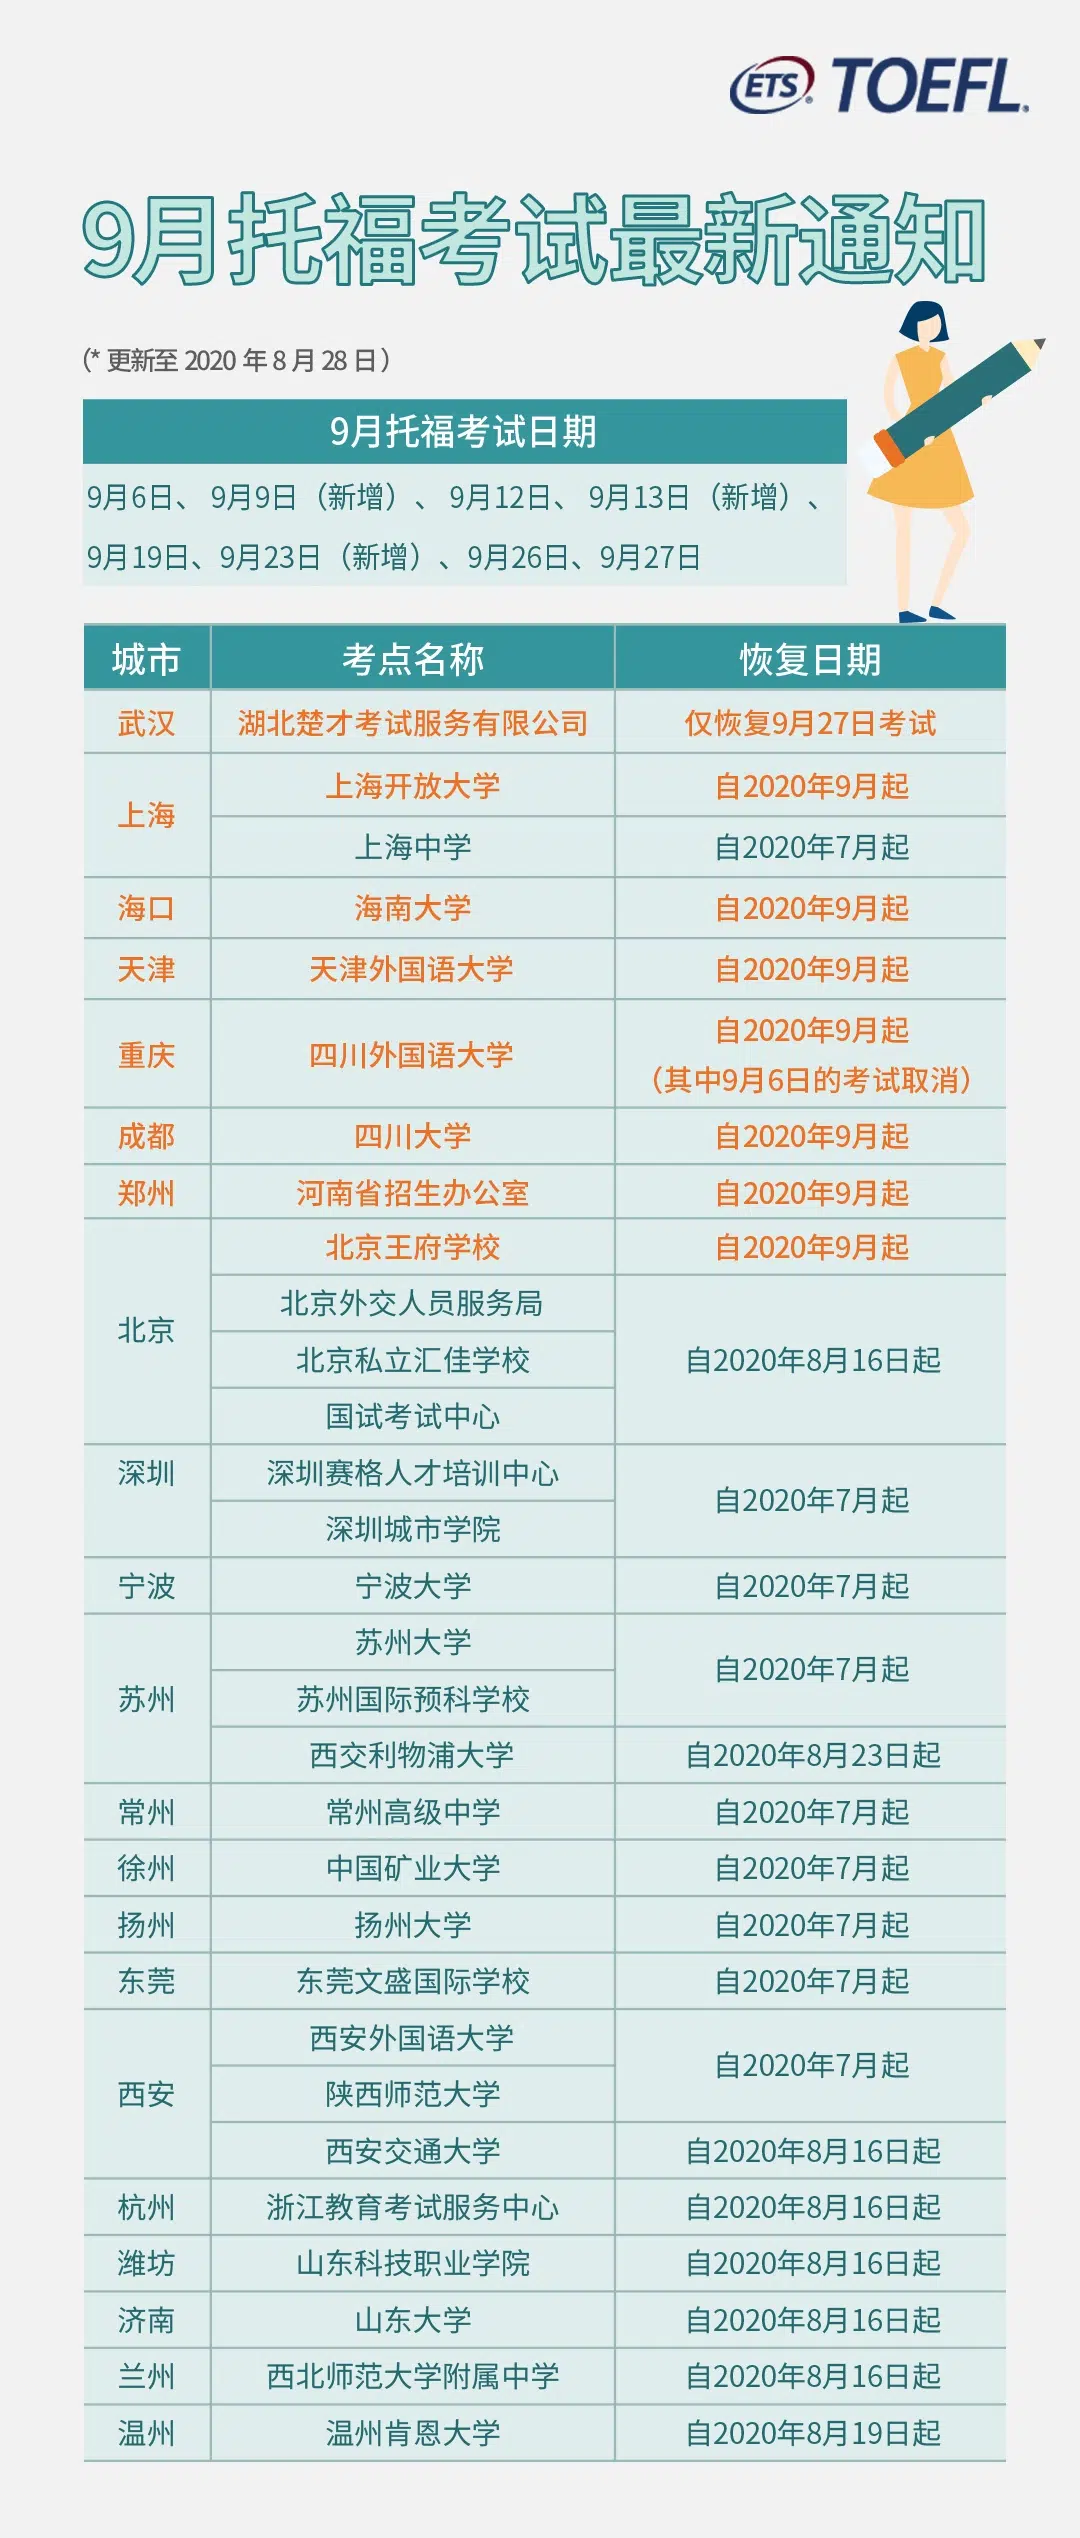 ETS TOEFL
9月托福考试最新通知
(* 更新至 2020 年 8 月 28 日 )
9月托福考试日期
9月6日、 9月9日（新增）、 9月12日、 9月13日（新增）、
9月19日、9月23日（新增）、9月26日、9月27日
城市 考点名称 恢复日期
武汉 湖北楚才考试服务有限公司 仅恢复9月27日考试
上海 上海开放大学 自2020年9月起
上海中学 自2020年7月起
海口 海南大学 自2020年9月起
天津 天津外国语大学 自2020年9月起
重庆 四川外国语大学 自2020年9月起
（其中9月6日的考试取消）
成都 四川大学 自2020年9月起
郑州 河南省招生办公室 自2020年9月起
北京 北京王府学校 自2020年9月起
北京外交人员服务局
北京私立汇佳学校 自2020年8月16日起
国试考试中心
深圳 深圳赛格人才培训中心 自2020年7月起
深圳城市学院
宁波 宁波大学 自2020年7月起
苏州 苏州大学 自2020年7月起
苏州国际预科学校
西交利物浦大学 自2020年8月23日起
常州 常州高级中学 自2020年7月起
徐州 中国矿业大学 自2020年7月起
扬州 扬州大学 自2020年7月起
东莞 东莞文盛国际学校 自2020年7月起
西安 西安外国语大学 自2020年7月起
陕西师范大学
西安交通大学 自2020年8月16日起
杭州 浙江教育考试服务中心 自2020年8月16日起
潍坊 山东科技职业学院 自2020年8月16日起
济南 山东大学 自2020年8月16日起
兰州 西北师范大学附属中学 自2020年8月16日起
温州 温州肯恩大学 自2020年8月19日起